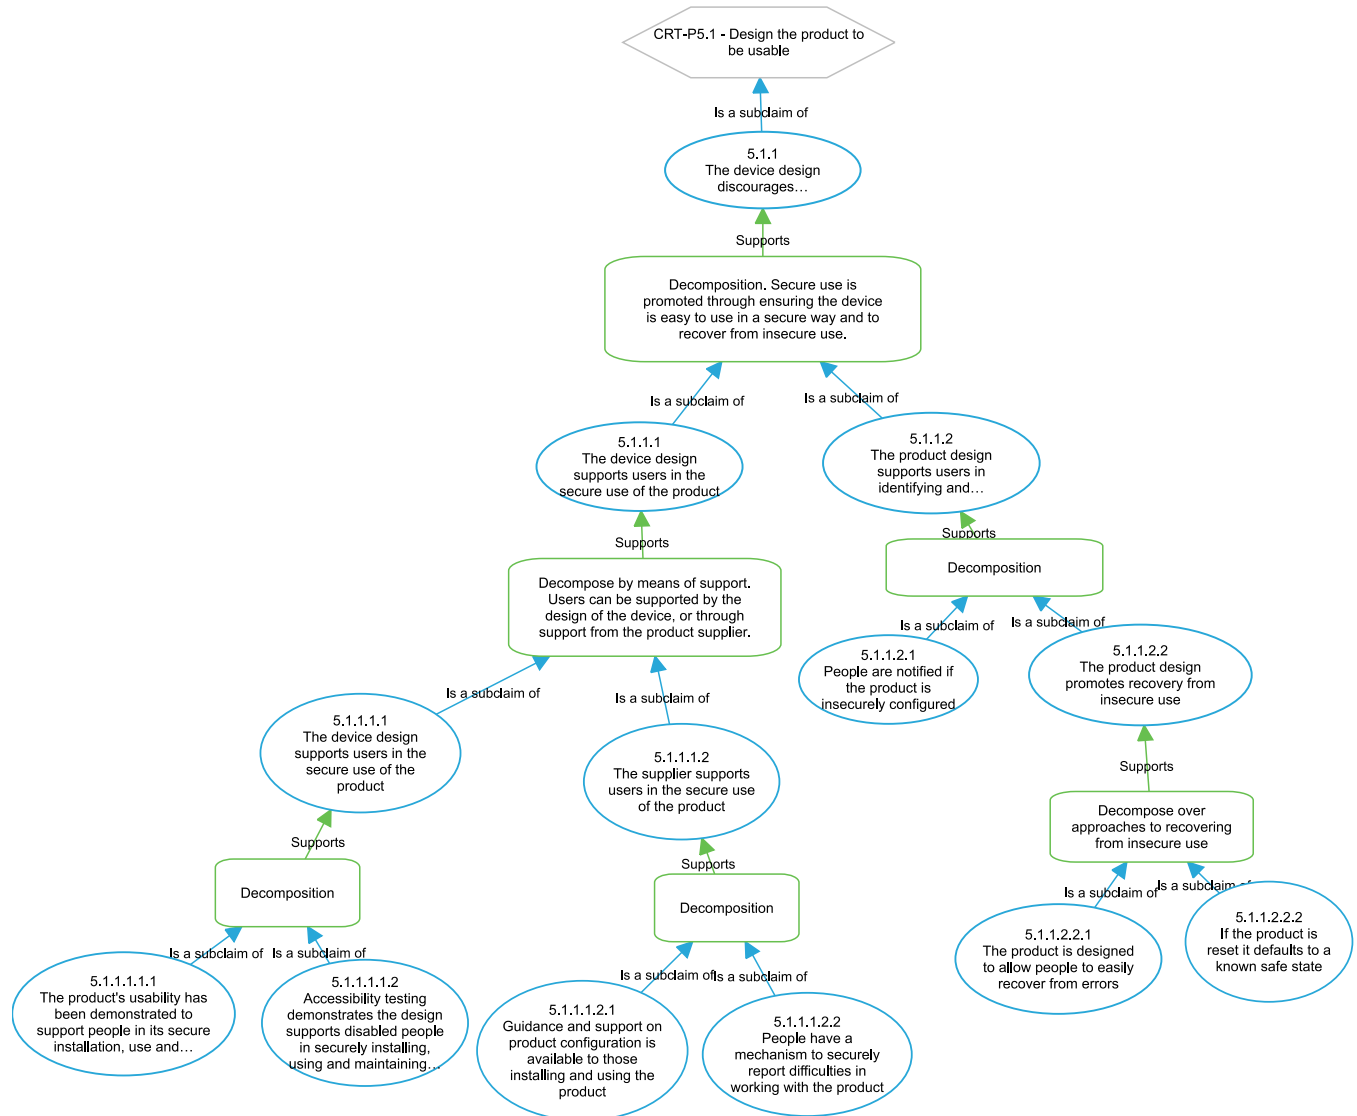 CRT-P5.1 - Design the product to
be usable
Is a subclaim of
5.1.1
The device design
discourages…
Supports
Decomposition. Secure use is
promoted through ensuring the device
is easy to use in a secure way and to
recover from insecure use.
Is a subclaim of
Is a subclaim of
5.1.1.1
The device design
supports users in the
secure use of the product
5.1.1.2
The product design
supports users in
identifying and…
Supports
Supports
Decompose by means of support.
Users can be supported by the
design of the device, or through
support from the product supplier.
Decomposition
Is a subclaim of
Is a subclaim of
5.1.1.2.1
People are notified if
the product is
insecurely configured
5.1.1.2.2
The product design
promotes recovery from
insecure use
Is a subclaim of
Is a subclaim of
5.1.1.1.1
The device design
supports users in the
secure use of the
product
5.1.1.1.2
The supplier supports
users in the secure use
of the product
Supports
Decompose over
approaches to recovering
from insecure use
Supports
Supports
Decomposition
Decomposition
Is a subclaim of
Is a subclaim of
5.1.1.2.2.1
The product is designed
to allow people to easily
recover from errors
5.1.1.2.2.2
If the product is
reset it defaults to a
known safe state
Is a subclaim of
Is a subclaim of
Is a subclaim of
Is a subclaim of
5.1.1.1.1.1
The product's usability has
been demonstrated to
support people in its secure
installation, use and…
5.1.1.1.1.2
Accessibility testing
demonstrates the design
supports disabled people
in securely installing,
using and maintaining…
5.1.1.1.2.1
Guidance and support on
product configuration is
available to those
installing and using the
product
5.1.1.1.2.2
People have a
mechanism to securely
report difficulties in
working with the product